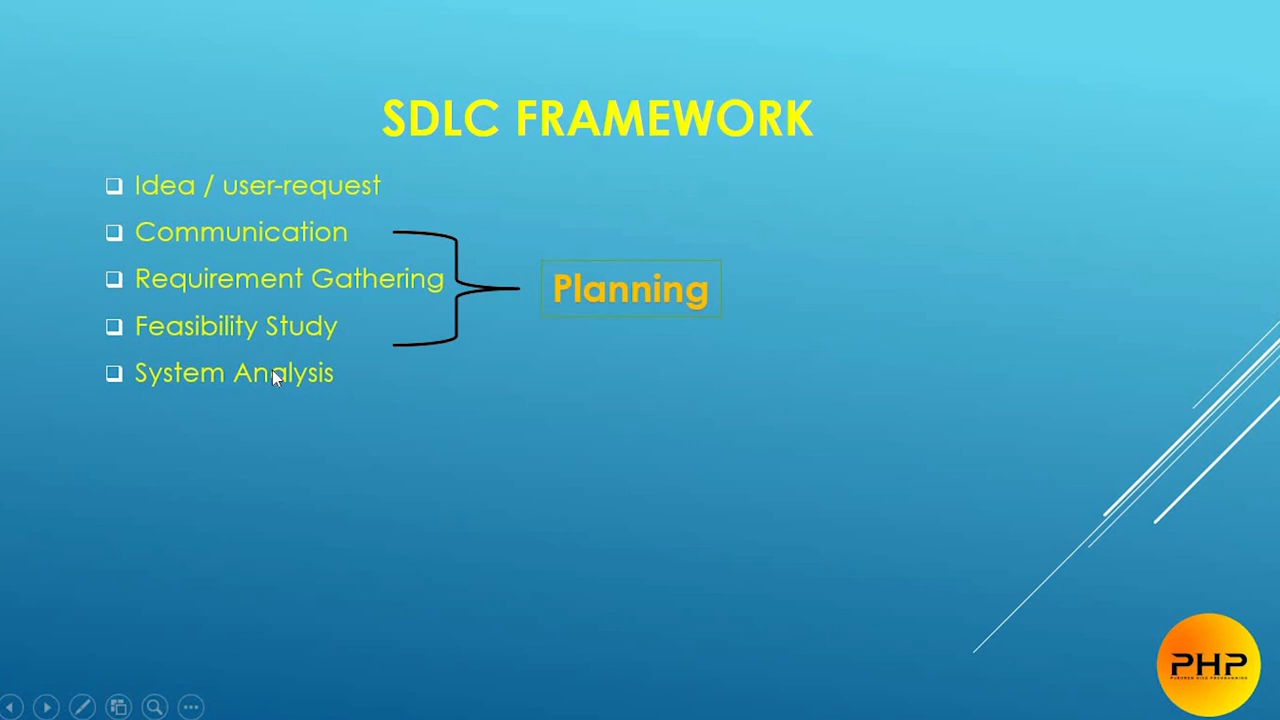 SDLC FRAMEWORK
Idea / user-request
Communication
Requirement Gathering
Feasibility Study
System Analysis
Planning
PHP